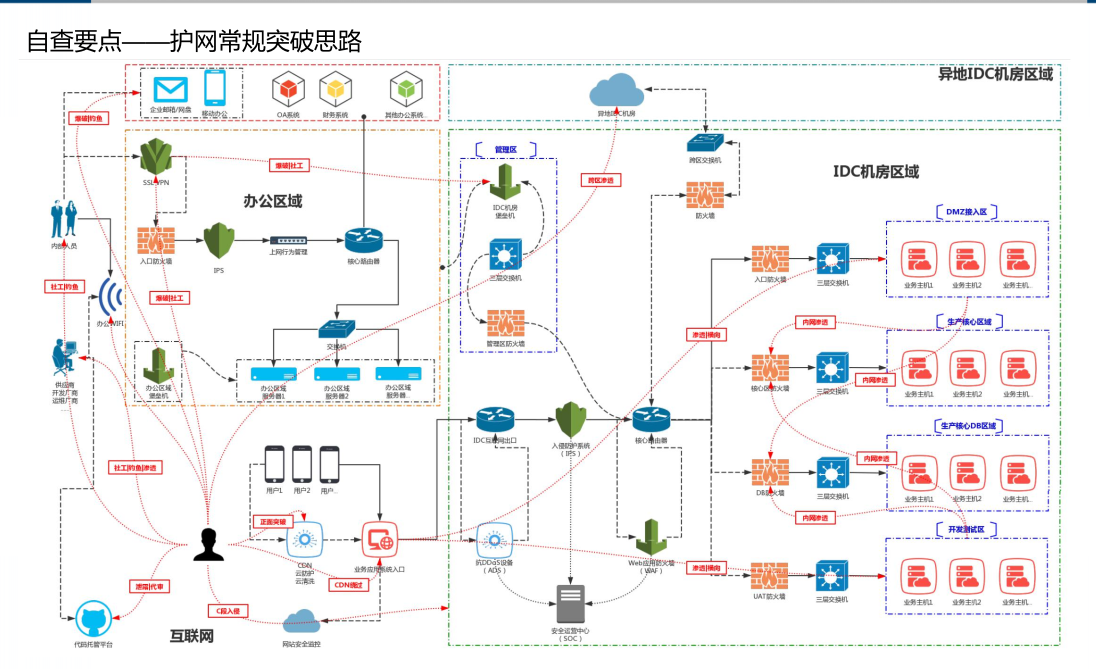 自查要点——护网常规突破思路
企业邮箱/网盘
移动办公
OA系统
财务系统
其他办公系统..
爆破|钓鱼
SSL VPN
爆破|社工
办公区域
内部人员
入口防火墙
IPS
上网行为管理
核心路由器
社工|钓鱼
爆破|社工
办公WIFI
交换机
供应商
开发厂商
运维厂商
...
办公区域
堡垒机
办公区域
服务器1
办公区域
服务器2
办公区域
服务器..
社工|钓鱼|渗透
用户1
用户2
用户..
正面突破
CDN
云防护
云清洗
业务应用系统入口
CDN绕过
泄露|代审
C段入侵
代码托管平台
互联网
网站安全监控
异地IDC机房区域
异地IDC机房
跨区交换机
跨区渗透
防火墙
IDC机房区域
管理区
IDC机房
堡垒机
三层交换机
管理区防火墙
IDC互联网出口
入侵防护系统
(IPS)
核心路由器
抗DDoS设备
(ADS)
Web应用防火墙
(WAF)
安全运营中心
(SOC)
渗透|横向
渗透|横向
DMZ接入区
入口防火墙
三层交换机
业务主机1
业务主机2
业务主机..
内网渗透
生产核心区域
核心区防火墙
三层交换机
内网渗透
业务主机1
业务主机2
业务主机..
生产核心DB区域
内网渗透
DB防火墙
三层交换机
业务主机1
业务主机2
业务主机..
内网渗透
开发测试区
UAT防火墙
三层交换机
业务主机1
业务主机2
业务主机..